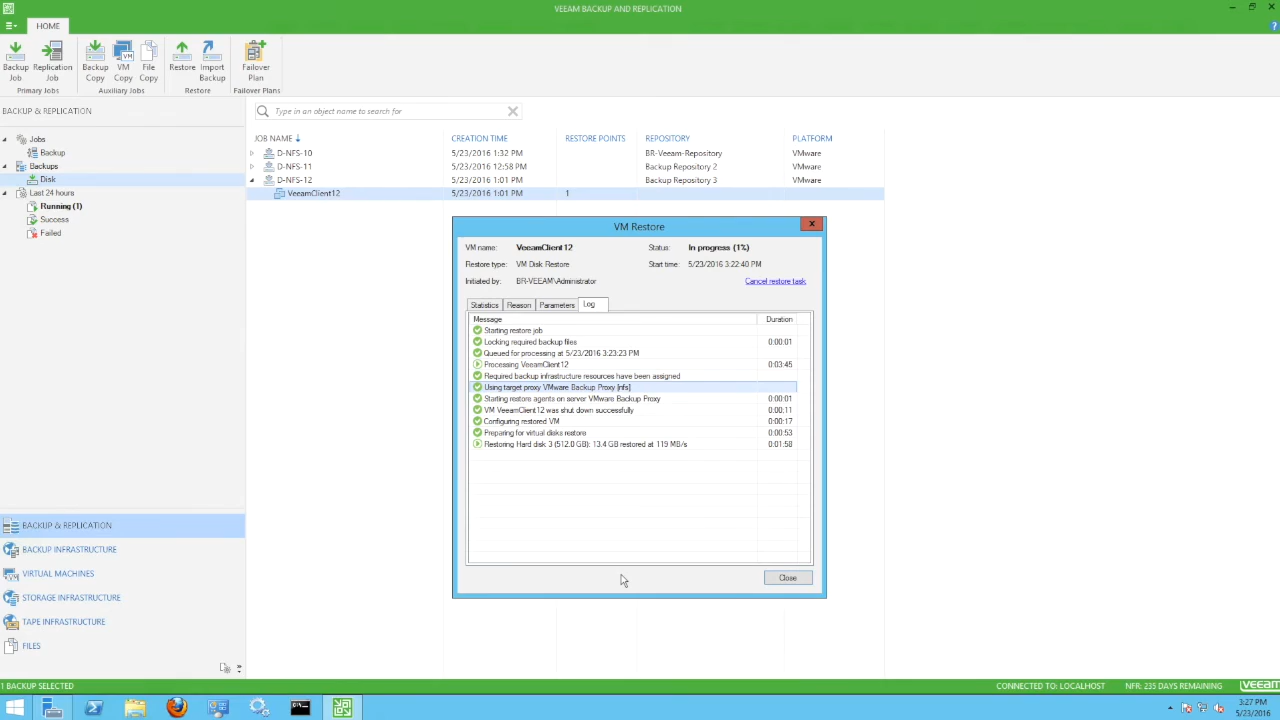 VEEAM BACKUP AND REPLICATION
HOME
Backup Job
Replication Job
Backup Copy
VM Copy
File Copy
Restore
Import Backup
Failover Plan
Primary Jobs
Auxiliary Jobs
Restore
Failover Plans
BACKUP & REPLICATION
Type in an object name to search for
Jobs
Backup
Backups
Disk
Last 24 hours
Running (1)
Success
Failed
JOB NAME CREATION TIME RESTORE POINTS REPOSITORY PLATFORM
D-NFS-10 5/23/2016 1:32 PM BR-Veeam-Repository VMware
D-NFS-11 5/23/2016 12:58 PM Backup Repository 2 VMware
D-NFS-12 5/23/2016 1:01 PM Backup Repository 3 VMware
VeeamClient12 5/23/2016 1:01 PM 1
VM Restore
VM name: VeeamClient12 Status: In progress (1%)
Restore type: VM Disk Restore Start time: 5/23/2016 3:22:40 PM
Initiated by: BR-VEEAM\Administrator Cancel restore task
Statistics Reason Parameters Log
Message Duration
Starting restore job
Locking required backup files 0:00:01
Queued for processing at 5/23/2016 3:23:23 PM
Processing VeeamClient12 0:03:45
Required backup infrastructure resources have been assigned
Using target proxy VMware Backup Proxy [nfs]
Starting restore agents on server VMware Backup Proxy 0:00:01
VM VeeamClient12 was shut down successfully 0:00:11
Configuring restored VM 0:00:17
Preparing for virtual disks restore 0:00:53
Restoring Hard disk 3 (512.0 GB): 13.4 GB restored at 119 MB/s 0:01:58
Close
BACKUP & REPLICATION
BACKUP INFRASTRUCTURE
VIRTUAL MACHINES
STORAGE INFRASTRUCTURE
TAPE INFRASTRUCTURE
FILES
1 BACKUP SELECTED
CONNECTED TO: LOCALHOST NFR: 235 DAYS REMAINING VEEAM
3:27 PM
5/23/2016